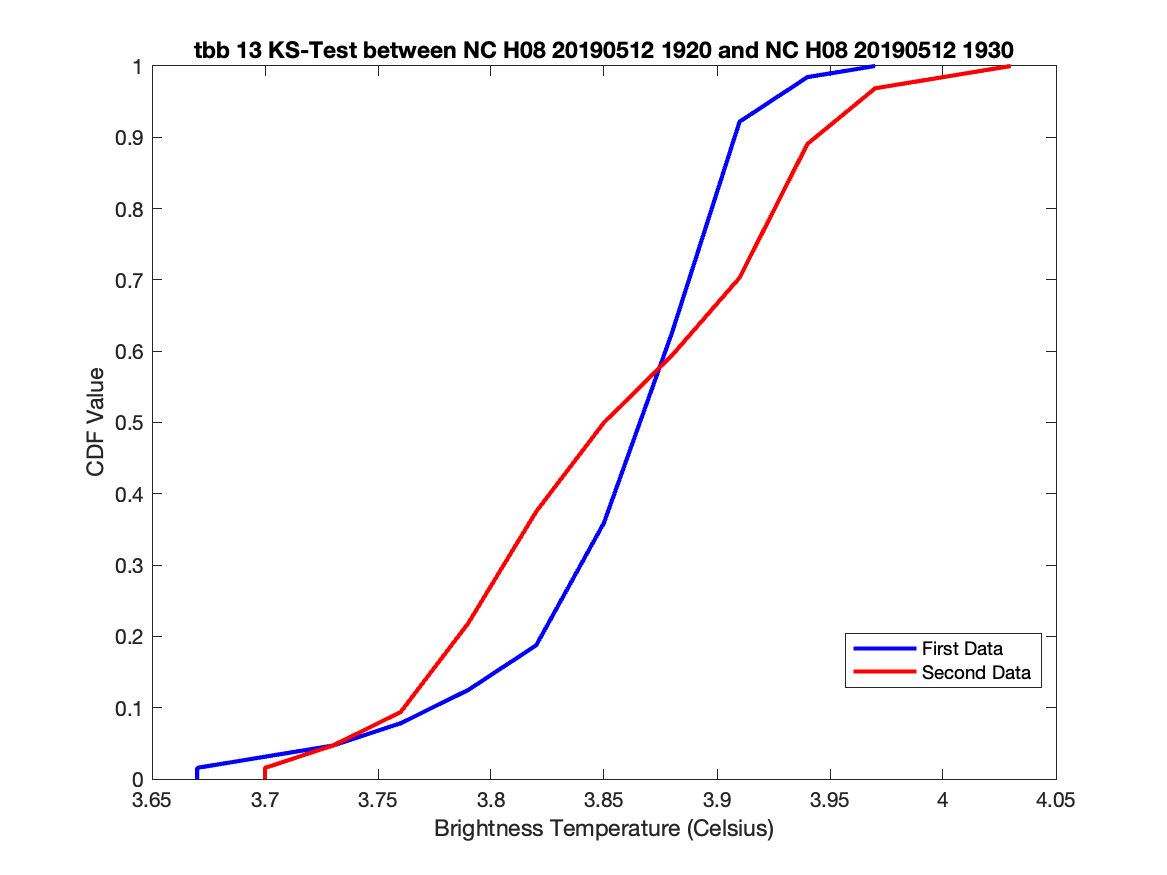 tbb 13 KS-Test between NC H08 20190512 1920 and NC H08 20190512 1930
1
0.9
0.8
0.7
0.6
0.5
0.4
0.3
0.2
0.1
0
CDF Value
First Data
Second Data
3.65 3.7 3.75 3.8 3.85 3.9 3.95 4 4.05
Brightness Temperature (Celsius)